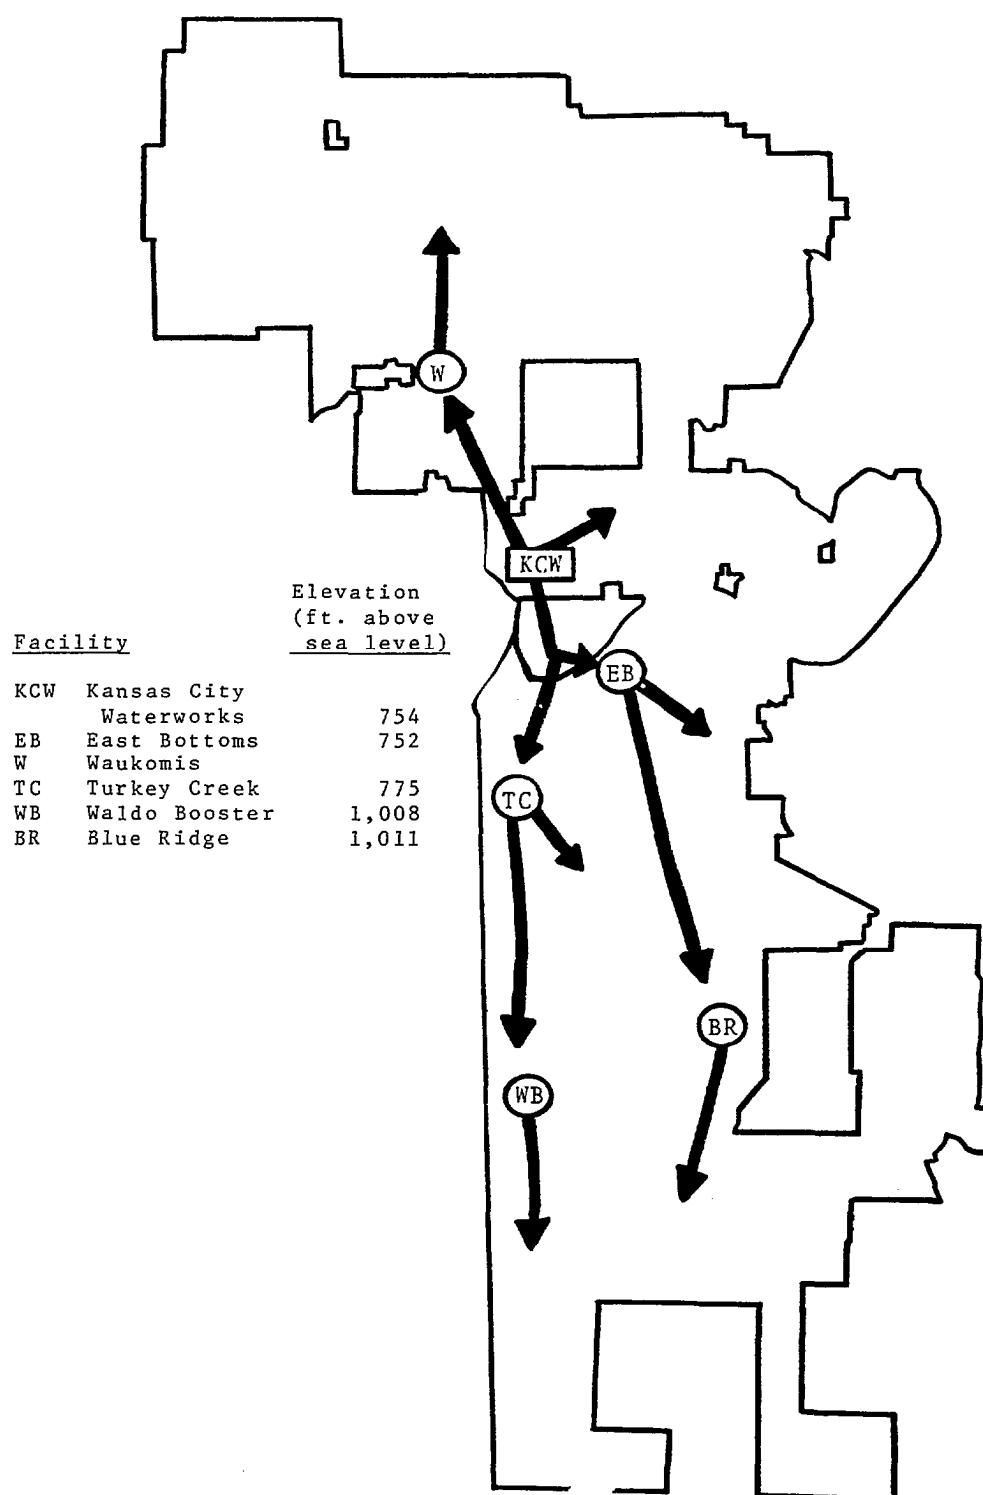 W
KCW
Elevation
(ft. above
Facility sea level)
EB
KCW Kansas City
Waterworks 754
EB East Bottoms 752
W Waukomis
TC Turkey Creek 775
WB Waldo Booster 1,008
BR Blue Ridge 1,011
TC
BR
WB